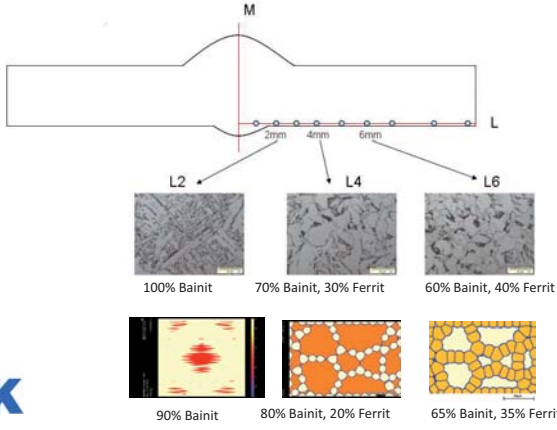 M
L
2mm 4mm 6mm
L2 L4 L6
100% Bainit 70% Bainit, 30% Ferrit 60% Bainit, 40% Ferrit
90% Bainit 80% Bainit, 20% Ferrit 65% Bainit, 35% Ferri